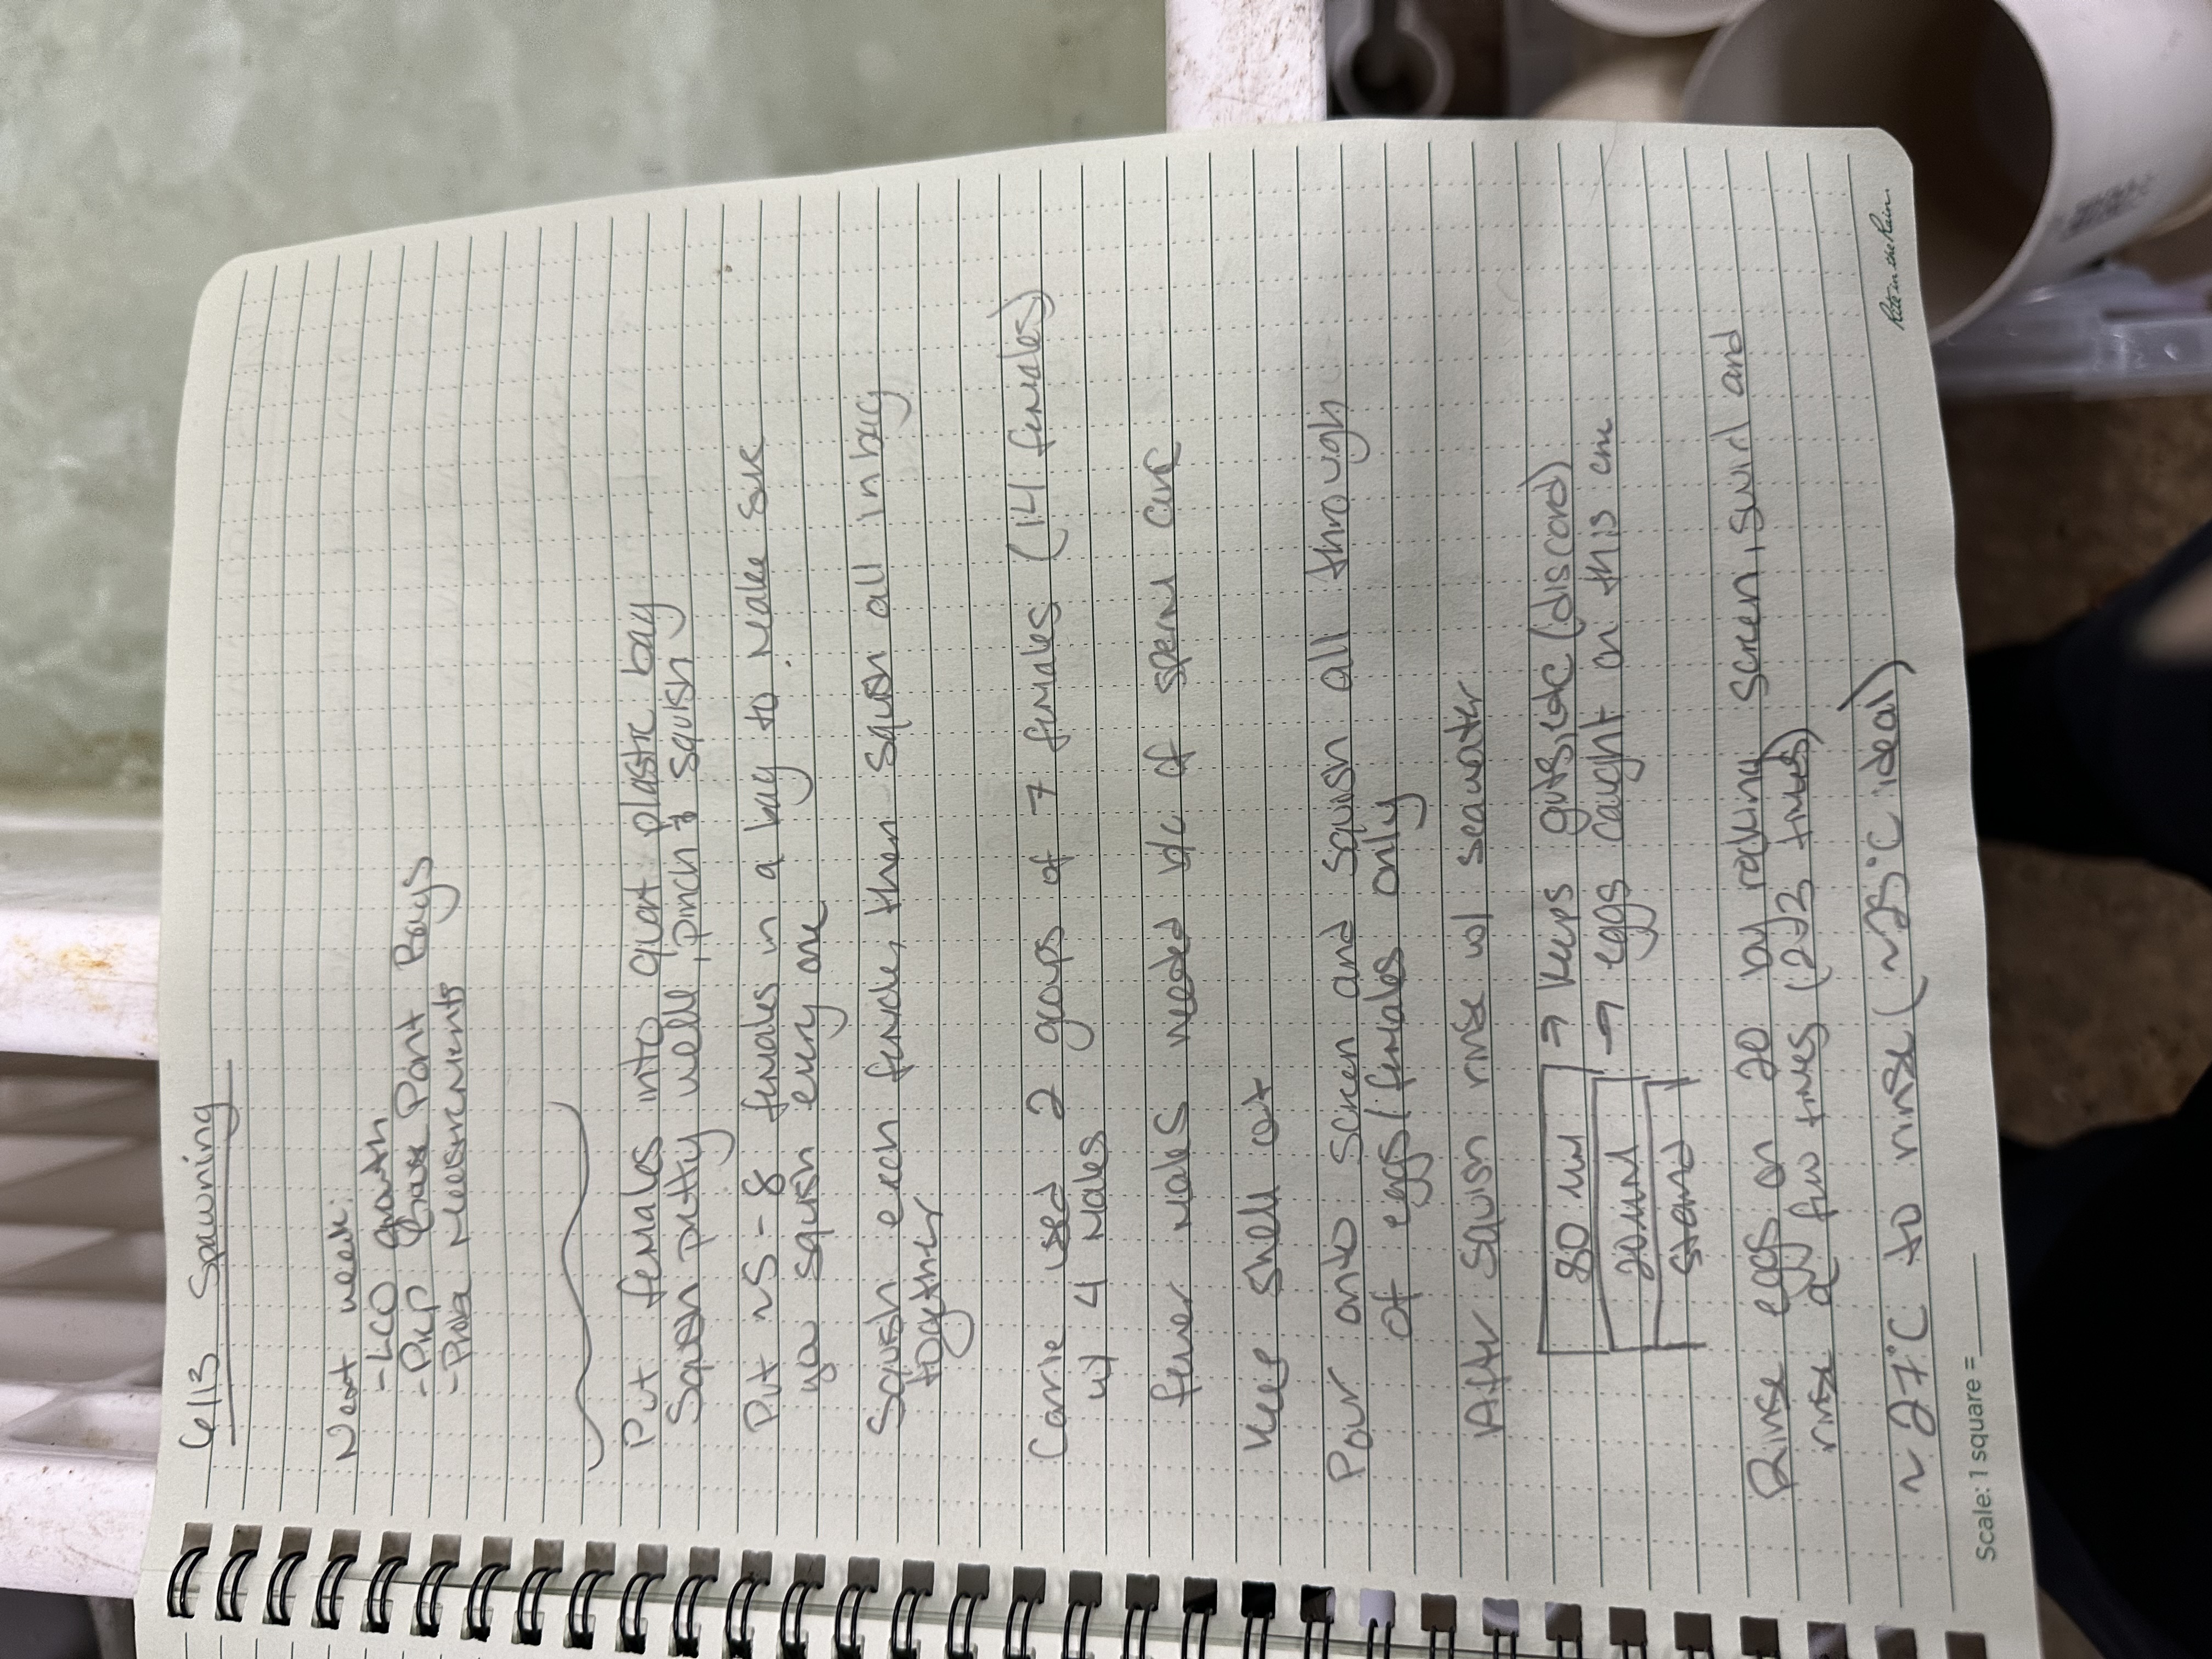 6/13 Spawning
Next week:
- LCO growth
- Prep Goose Point Bags
- Probe Measurements
Put females into quart plastic bag
Squish pretty well, pinch & squish
Put ~5-8 females in a bag to make sure
you squish every one
Squish each female, then squish all in bag
together
Carrie used 2 groups of 7 females (14 females)
w/ 4 males
fewer males needed b/c of sperm conc
Keep shell out
Pour onto screen and squish all through
of eggs/females only
After squish rinse w/ seawater
80 µm → Keeps guts, etc (discard)
20 µm → eggs caught on this one
stand
Rinse eggs on 20 by rocking screen, swirl and
rinse a few times (2-3 times)
~27°C to rinse (~25°C ideal)
Rite in the Rain
Scale: 1 square =